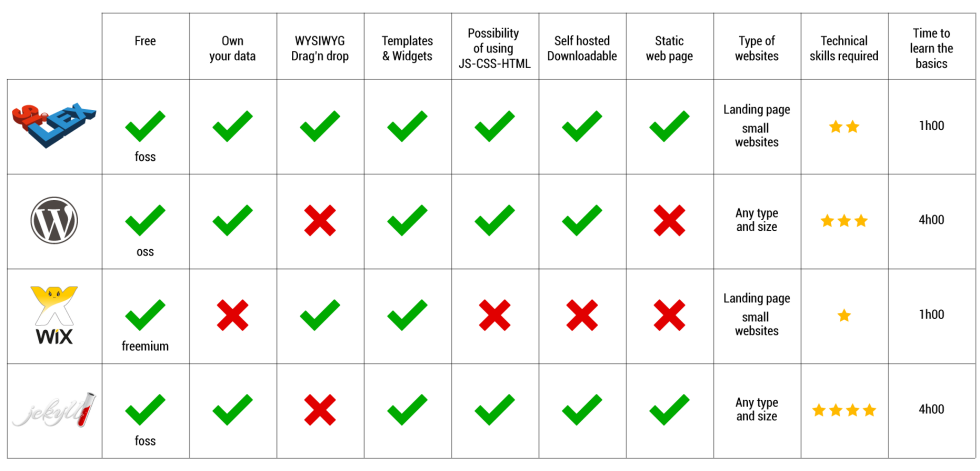 Free
Own
your data
WYSIWYG
Drag'n drop
Templates
& Widgets
Possibility
of using
JS-CSS-HTML
Self hosted
Downloadable
Static
web page
Type of
websites
Technical
skills required
Time to
learn the
basics
SiLEX
foss
Landing page
small
websites
1h00
W
oss
Any type
and size
4h00
WiX
freemium
Landing page
small
websites
1h00
jekyll
foss
Any type
and size
4h00